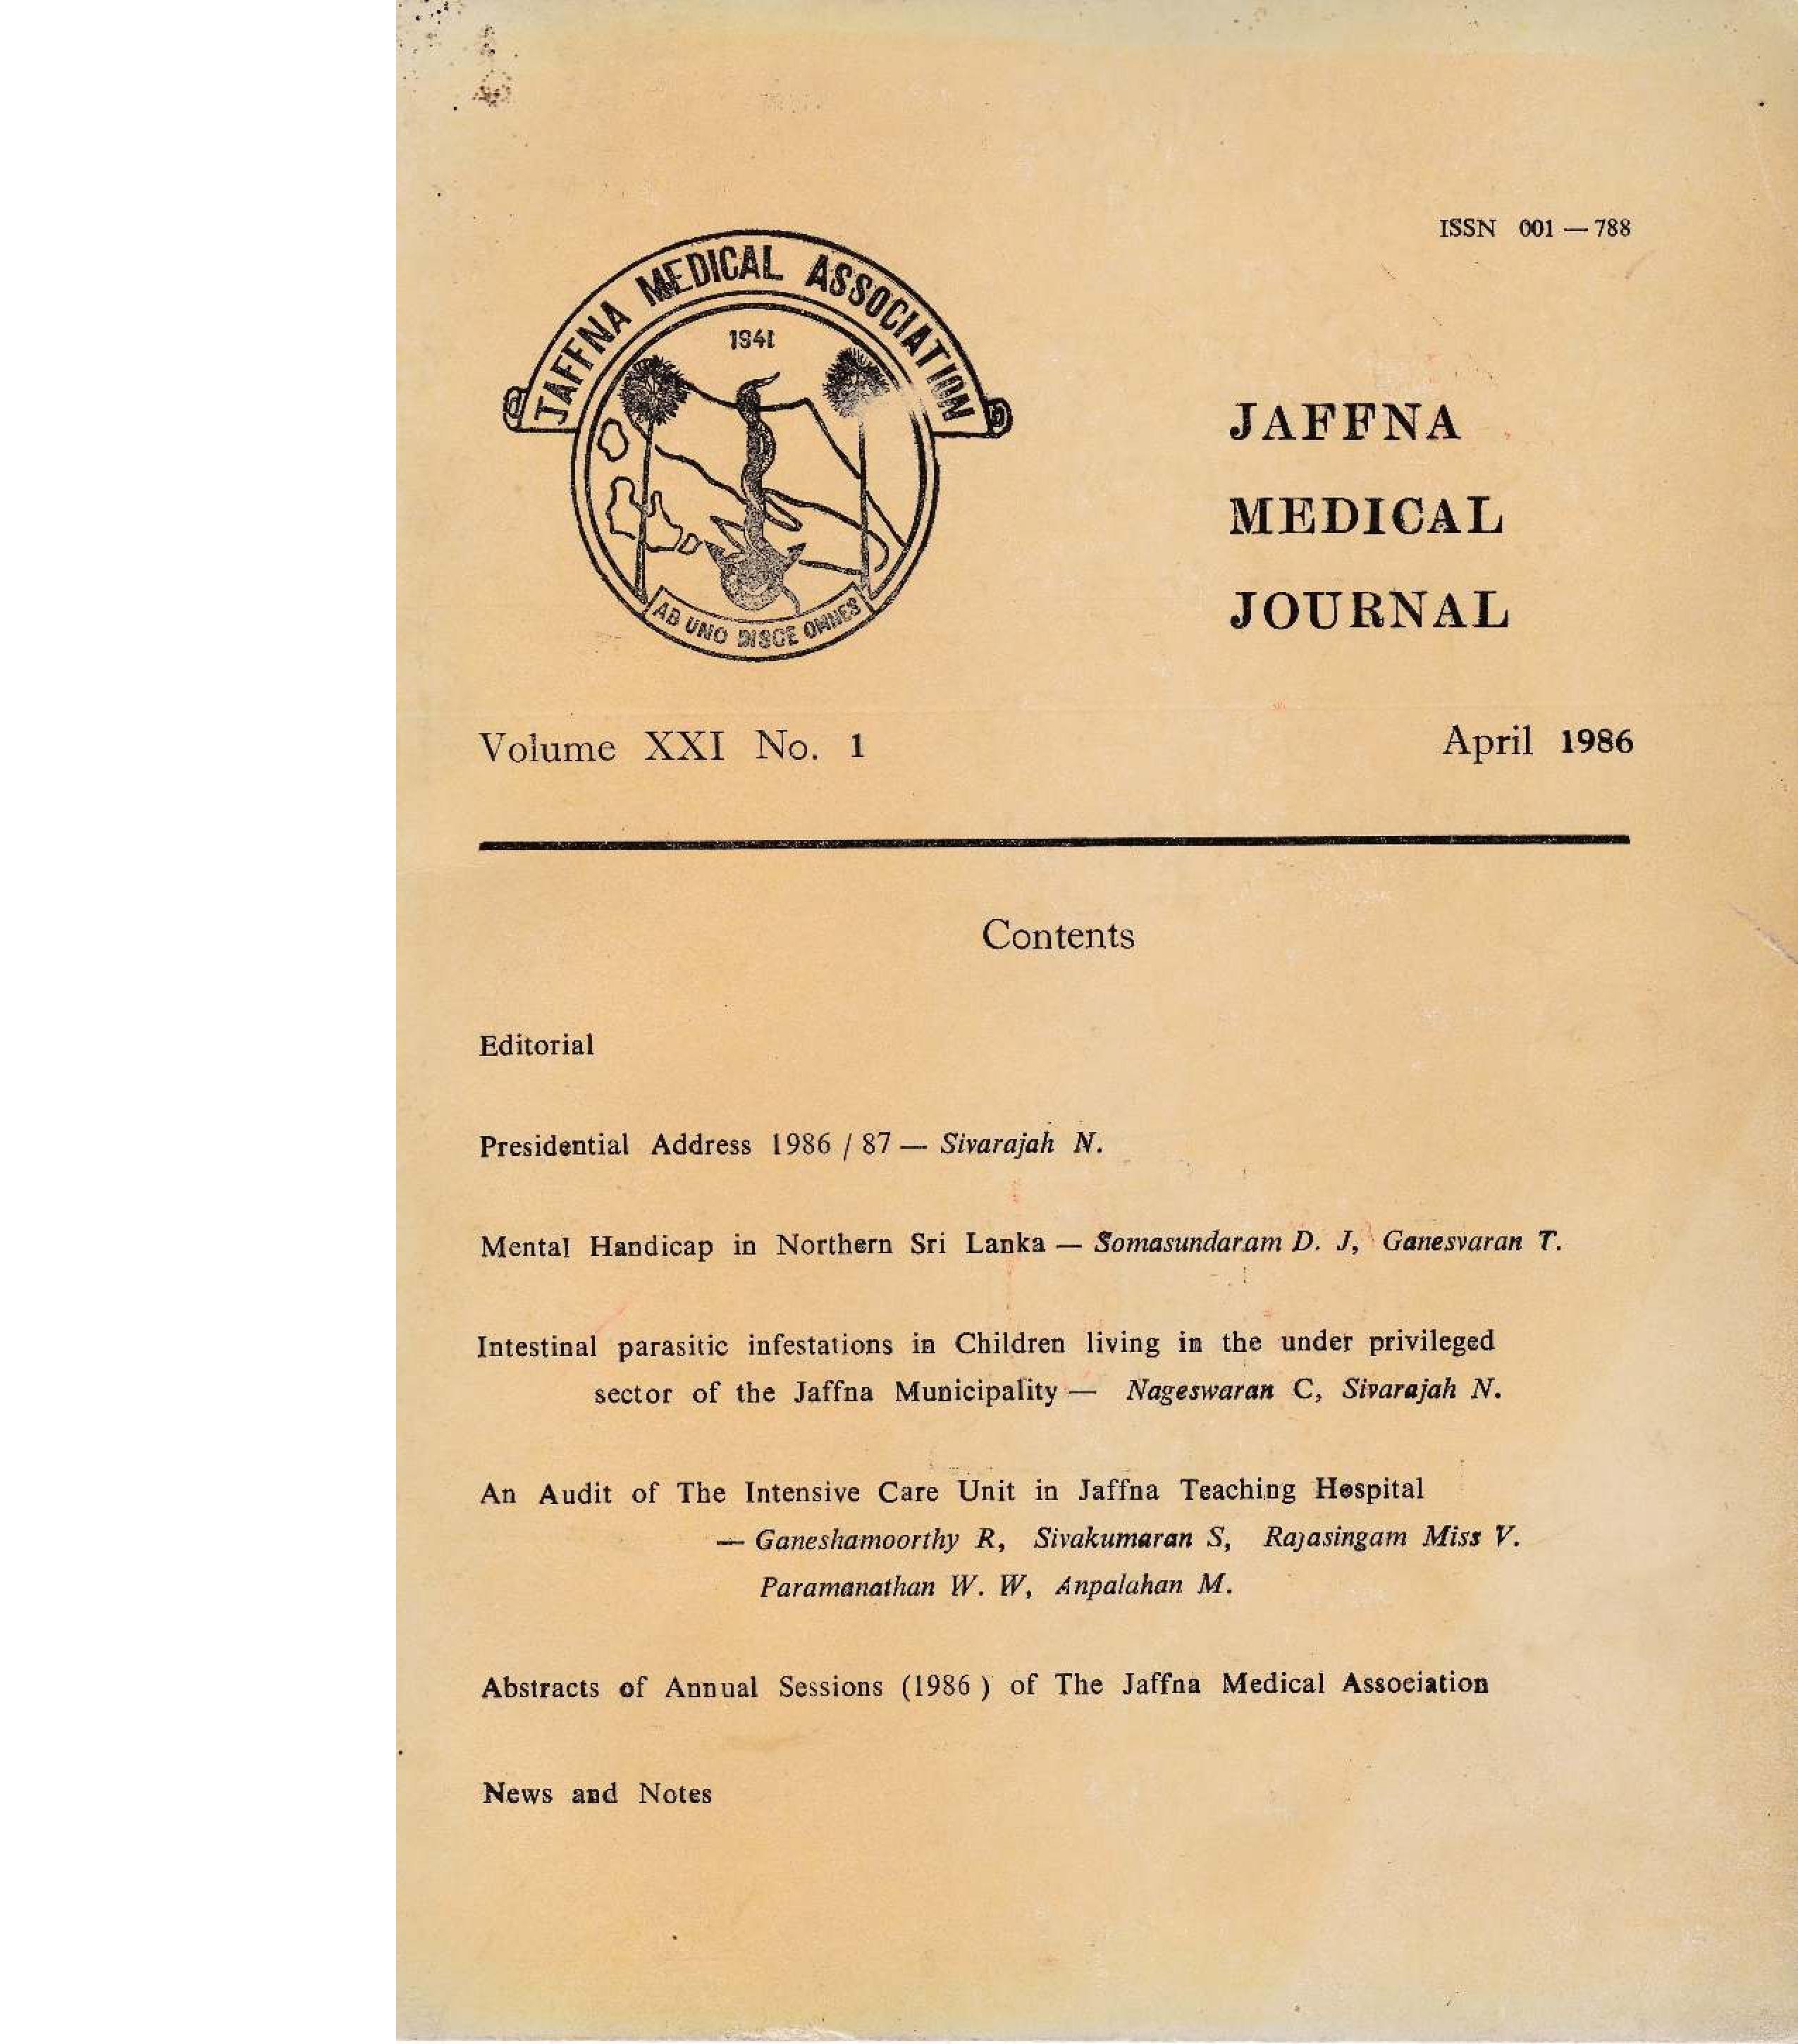 ISSN 001 — 788
JAFFNA MEDICAL ASSOCIATION
1941
AB UNO DISCE OMNES
JAFFNA
MEDICAL
JOURNAL
Volume XXI No. 1
April 1986
Contents
Editorial
Presidential Address 1986 / 87 — Sivarajah N.
Mental Handicap in Northern Sri Lanka — Somasundaram D. J, Ganesvaran T.
Intestinal parasitic infestations in Children living in the under privileged
sector of the Jaffna Municipality — Nageswaran C, Sivarajah N.
An Audit of The Intensive Care Unit in Jaffna Teaching Hospital
— Ganeshamoorthy R, Sivakumaran S, Rajasingam Miss V.
Paramanathan W. W, Anpalahan M.
Abstracts of Annual Sessions (1986 ) of The Jaffna Medical Assoeiation
News and Notes